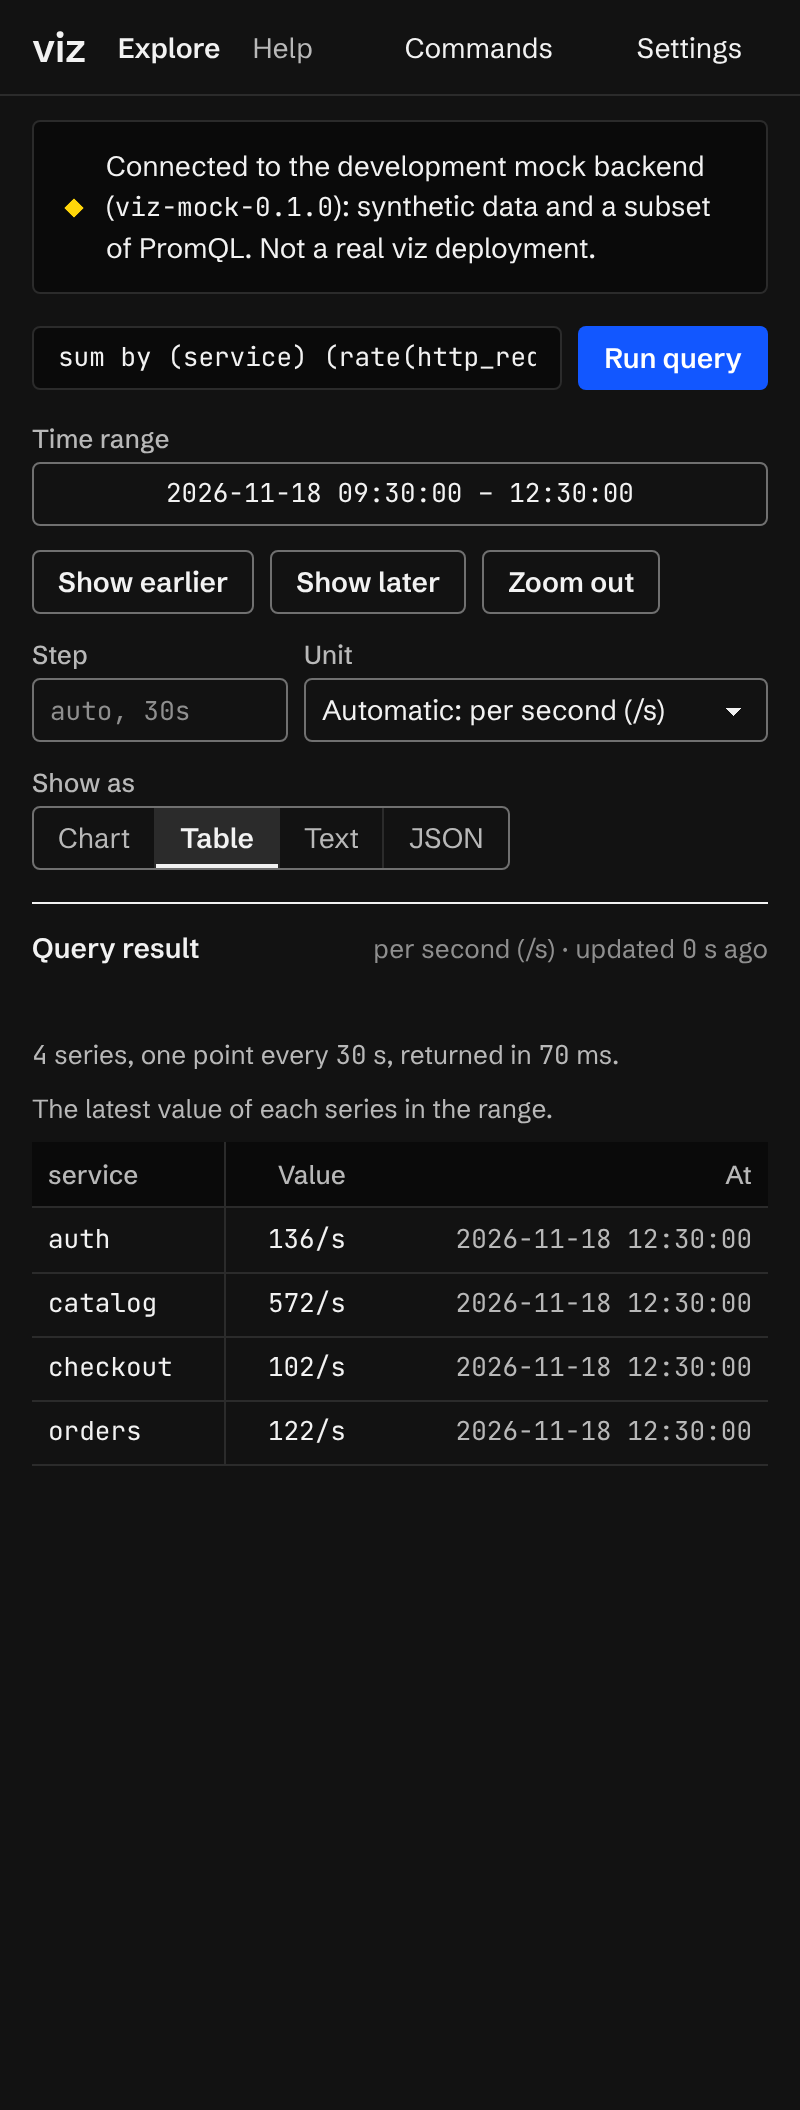 viz Explore Help Commands Settings
Connected to the development mock backend
(viz-mock-0.1.0): synthetic data and a subset
of PromQL. Not a real viz deployment.
sum by (service) (rate(http_rec Run query
Time range
2026-11-18 09:30:00 – 12:30:00
Show earlier Show later Zoom out
Step Unit
auto, 30s Automatic: per second (/s)
Show as
Chart Table Text JSON
Query result per second (/s) · updated 0 s ago
4 series, one point every 30 s, returned in 70 ms.
The latest value of each series in the range.
service Value At
auth 136/s 2026-11-18 12:30:00
catalog 572/s 2026-11-18 12:30:00
checkout 102/s 2026-11-18 12:30:00
orders 122/s 2026-11-18 12:30:00